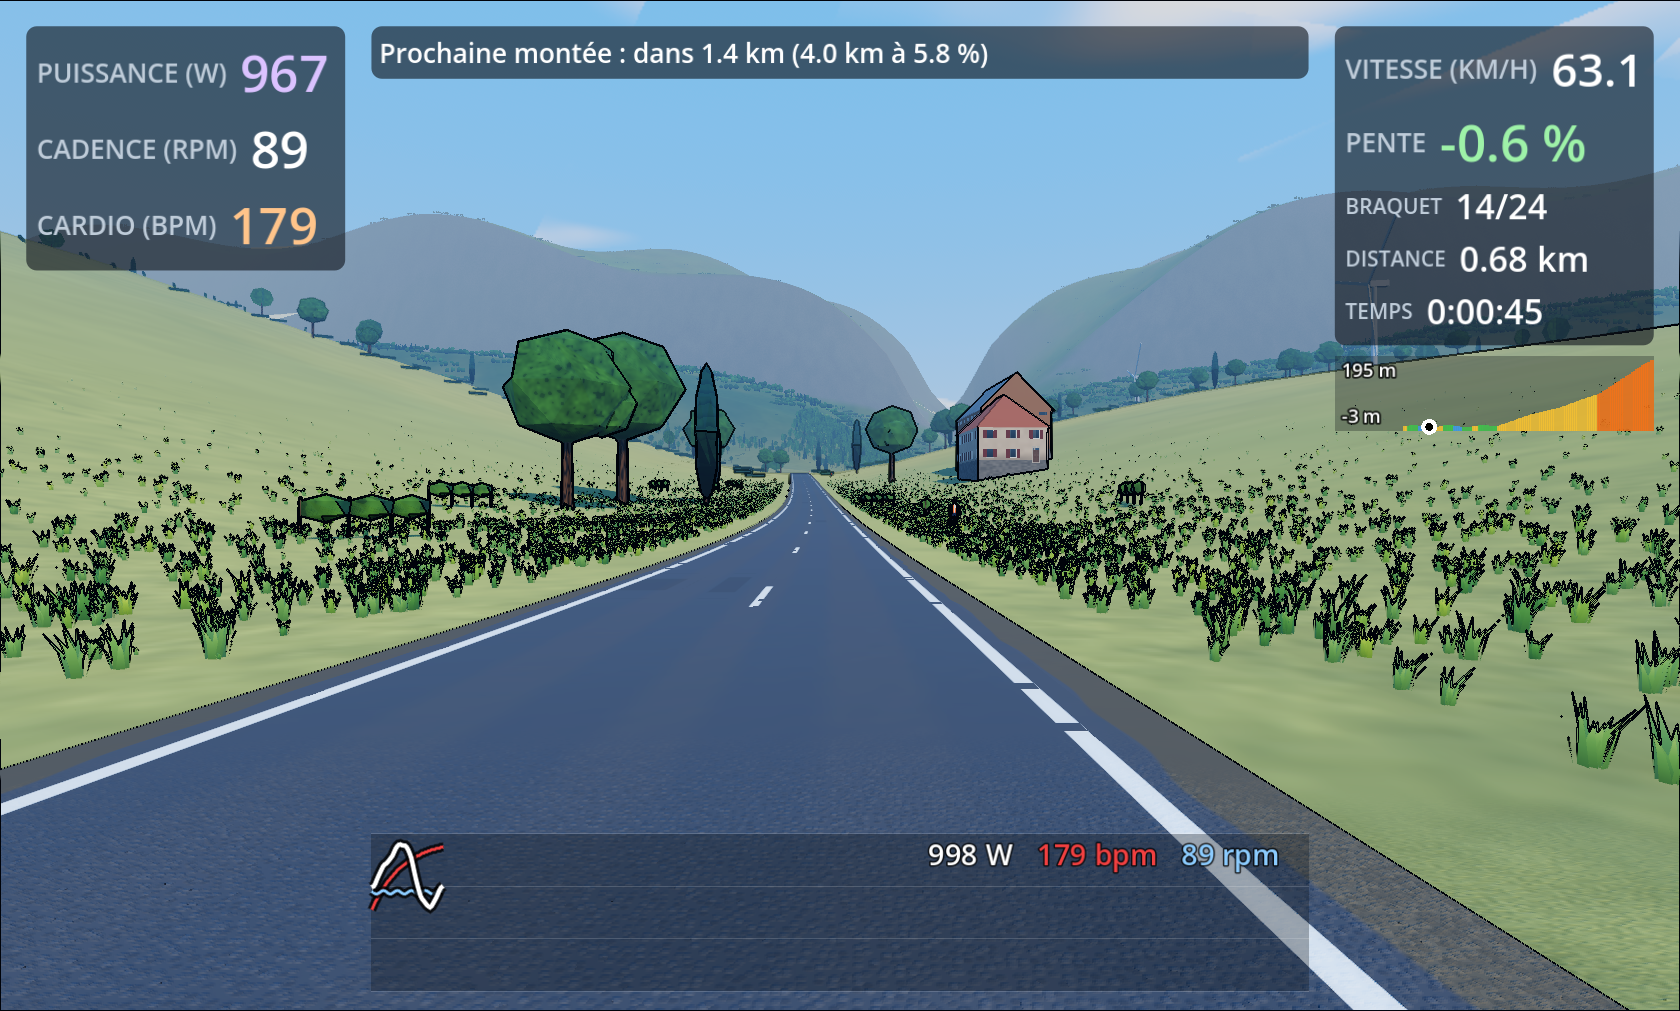 PUISSANCE (W) 967
CADENCE (RPM) 89
CARDIO (BPM) 179
Prochaine montée : dans 1.4 km (4.0 km à 5.8 %)
VITESSE (KM/H) 63.1
PENTE -0.6 %
BRAQUET 14/24
DISTANCE 0.68 km
TEMPS 0:00:45
195 m
-3 m
998 W 179 bpm 89 rpm